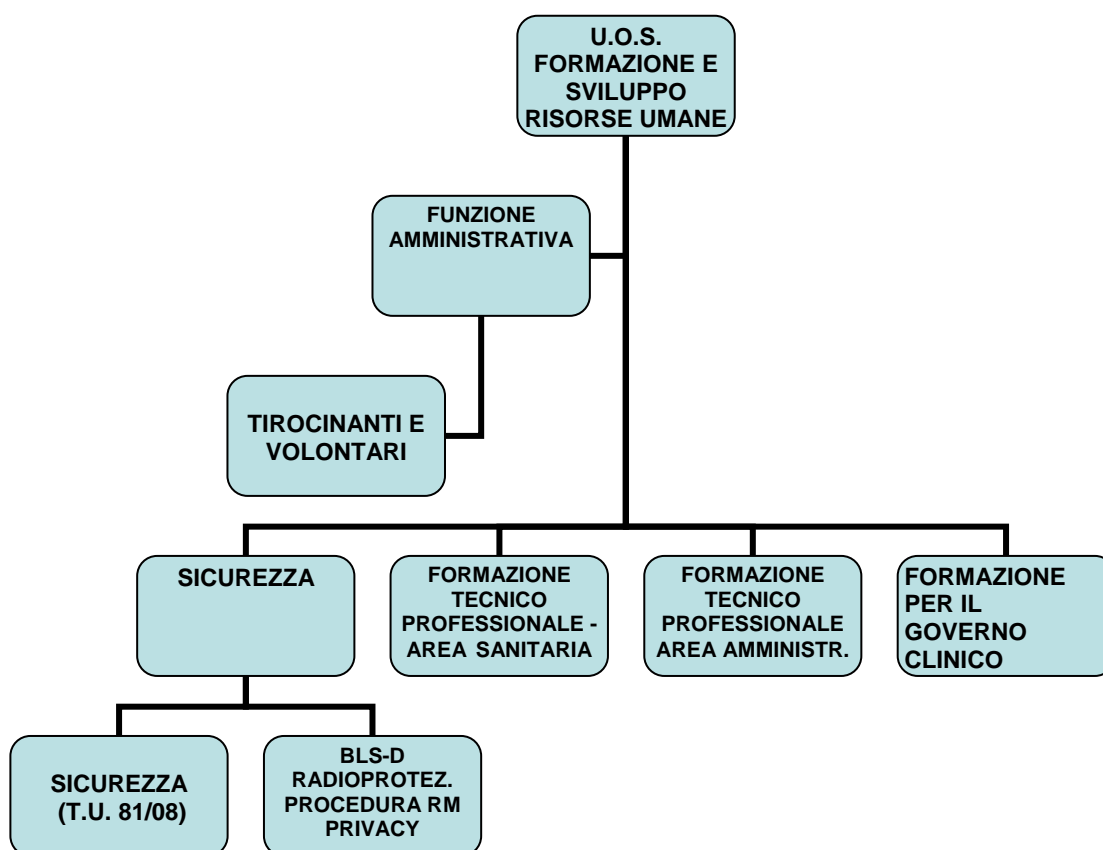 U.O.S.
FORMAZIONE E
SVILUPPO
RISORSE UMANE
FUNZIONE
AMMINISTRATIVA
TIROCINANTI E
VOLONTARI
SICUREZZA
FORMAZIONE
TECNICO
PROFESSIONALE -
AREA SANITARIA
FORMAZIONE
TECNICO
PROFESSIONALE
AREA AMMINISTR.
FORMAZIONE
PER IL
GOVERNO
CLINICO
SICUREZZA
(T.U. 81/08)
BLS-D
RADIOPROTEZ.
PROCEDURA RM
PRIVACY